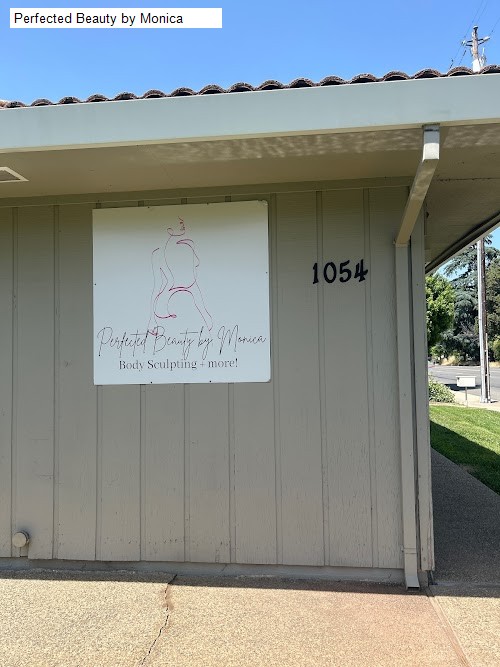 Perfected Beauty by Monica
Perfected Beauty by Monica
Body Sculpting + more!
1054